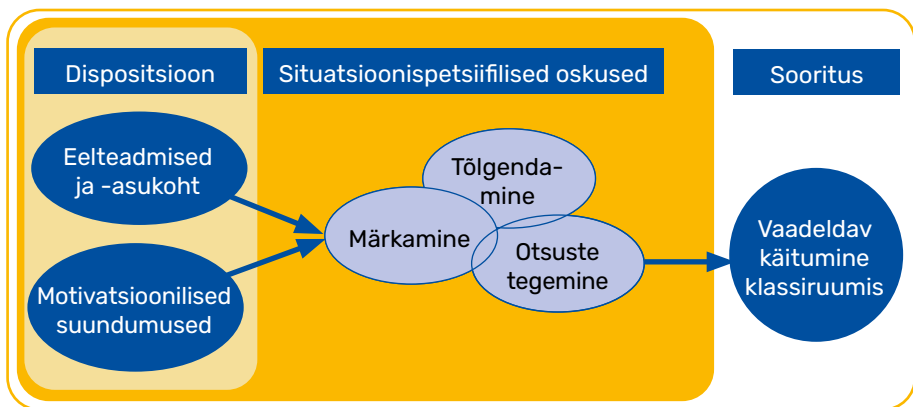 Dispositsioon
Situatsioonispetsiifilised oskused
Sooritus
Eelteadmised
ja -asukoht
Motivatsioonilised
suundumused
Märkamine
Tõlgenda-
mine
Otsuste
tegemine
Vaadeldav
käitumine
klassiruumis